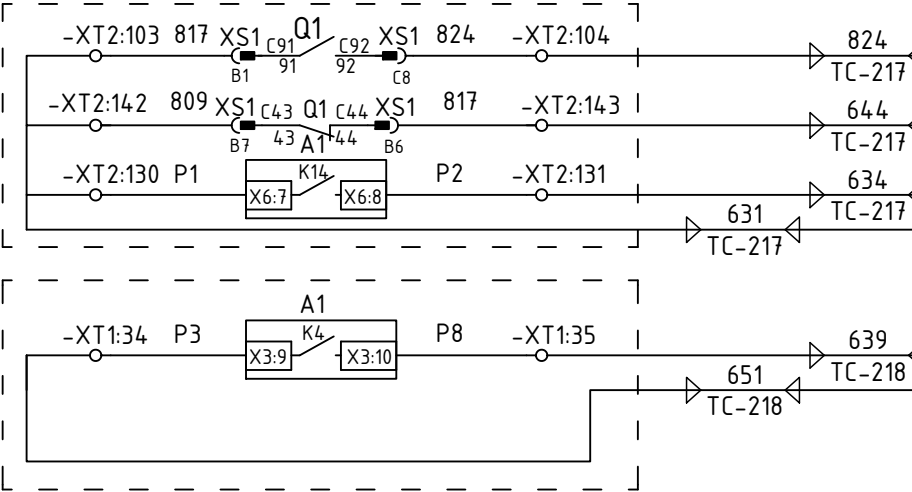 -XT2:103 817 XS1 C91 Q1 C92 XS1 824 -XT2:104 824
B1 91 92 C8 TC-217
-XT2:142 809 XS1 C43 Q1 C44 XS1 817 -XT2:143 644
B7 43 44 B6 TC-217
A1
-XT2:130 P1 K14 P2 -XT2:131 634
X6:7 X6:8 TC-217
631
TC-217
A1
-XT1:34 P3 K4 P8 -XT1:35 639
X3:9 X3:10 TC-218
651
TC-218